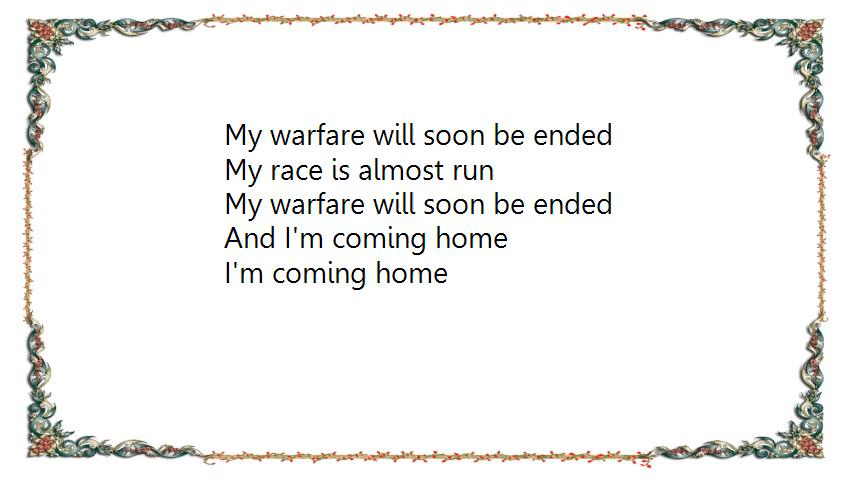 My warfare will soon be ended
My race is almost run
My warfare will soon be ended
And I'm coming home
I'm coming home